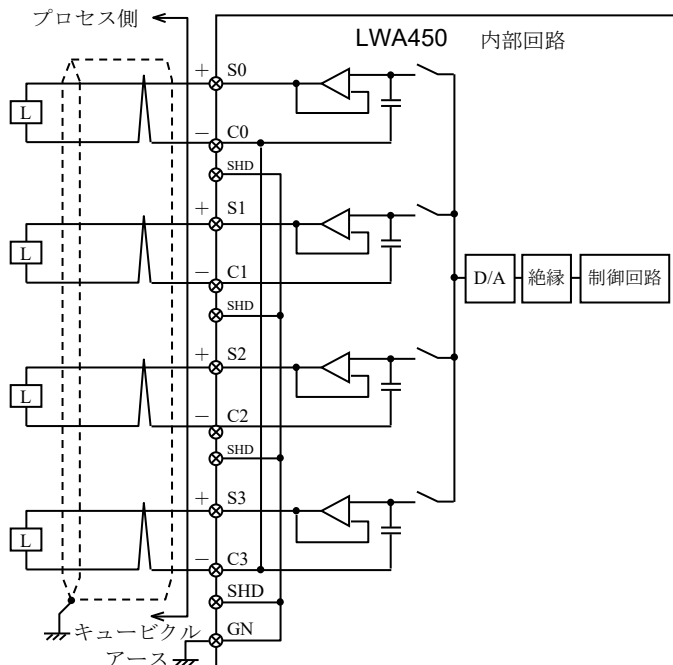 プロセス側
LWA450 内部回路
+ S0
L
− C0
SHD
+ S1
L
− C1
SHD
D/A 絶縁 制御回路
+ S2
L
− C2
SHD
+ S3
L
− C3
SHD
キュービクル
アース
GN